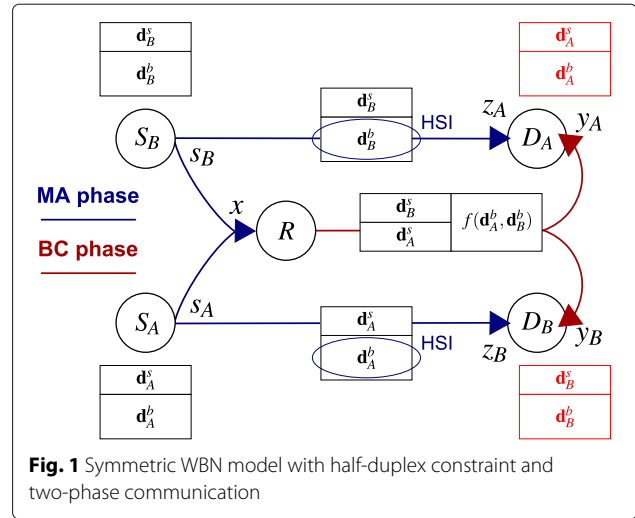 d_B^s
d_B^b
d_A^s
d_A^b
S_B
s_B
d_B^s
d_B^b
HSI
z_A
D_A
y_A
MA phase
BC phase
x
R
d_B^s
d_A^s
f(d_A^b, d_B^b)
S_A
s_A
d_A^s
d_A^b
HSI
z_B
D_B
y_B
d_A^s
d_A^b
d_B^s
d_B^b
Fig. 1 Symmetric WBN model with half-duplex constraint and
two-phase communication